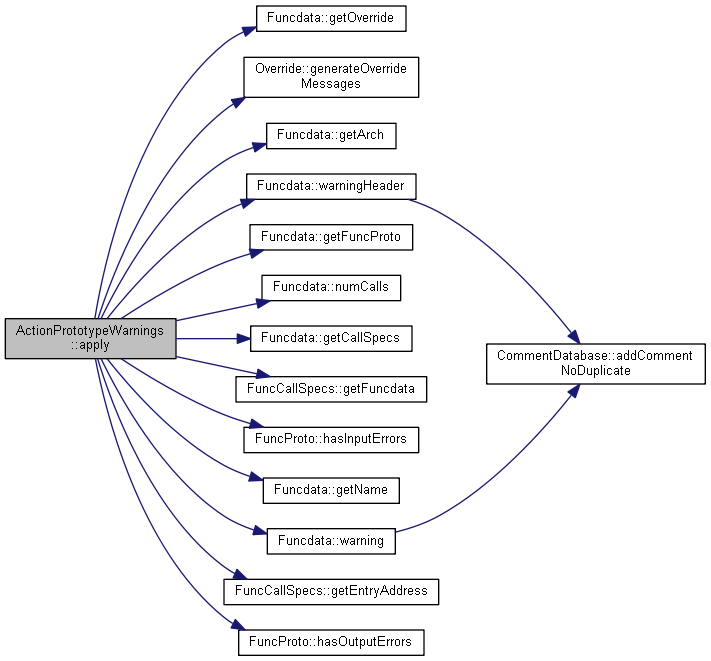 ActionPrototypeWarnings
::apply
Funcdata::getOverride
Override::generateOverride
Messages
Funcdata::getArch
Funcdata::warningHeader
Funcdata::getFuncProto
Funcdata::numCalls
Funcdata::getCallSpecs
FuncCallSpecs::getFuncdata
FuncProto::hasInputErrors
Funcdata::getName
Funcdata::warning
FuncCallSpecs::getEntryAddress
FuncProto::hasOutputErrors
CommentDatabase::addComment
NoDuplicate